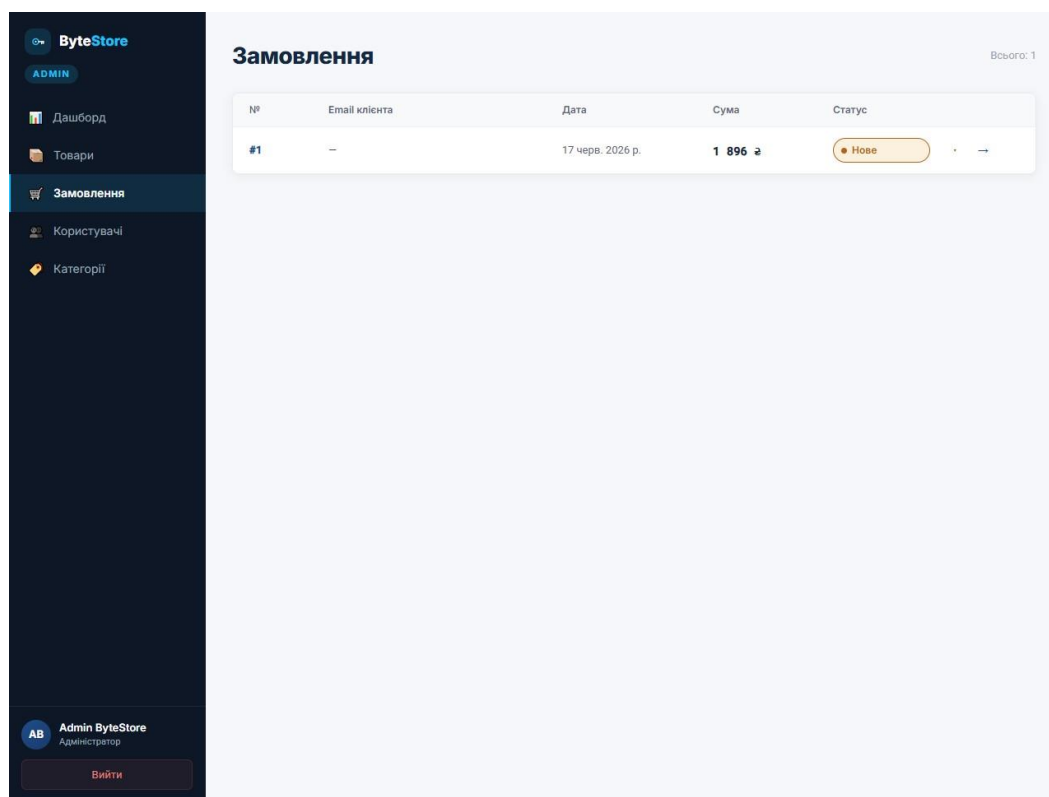 ByteStore
ADMIN
Дашборд
Товари
Замовлення
Користувачі
Категорії
Admin ByteStore
AB
Адміністратор
Вийти
Замовлення
Всього: 1
№ Email клієнта Дата Сума Статус
#1 — 17 черв. 2026 р. 1 896 ₴ Нове · →